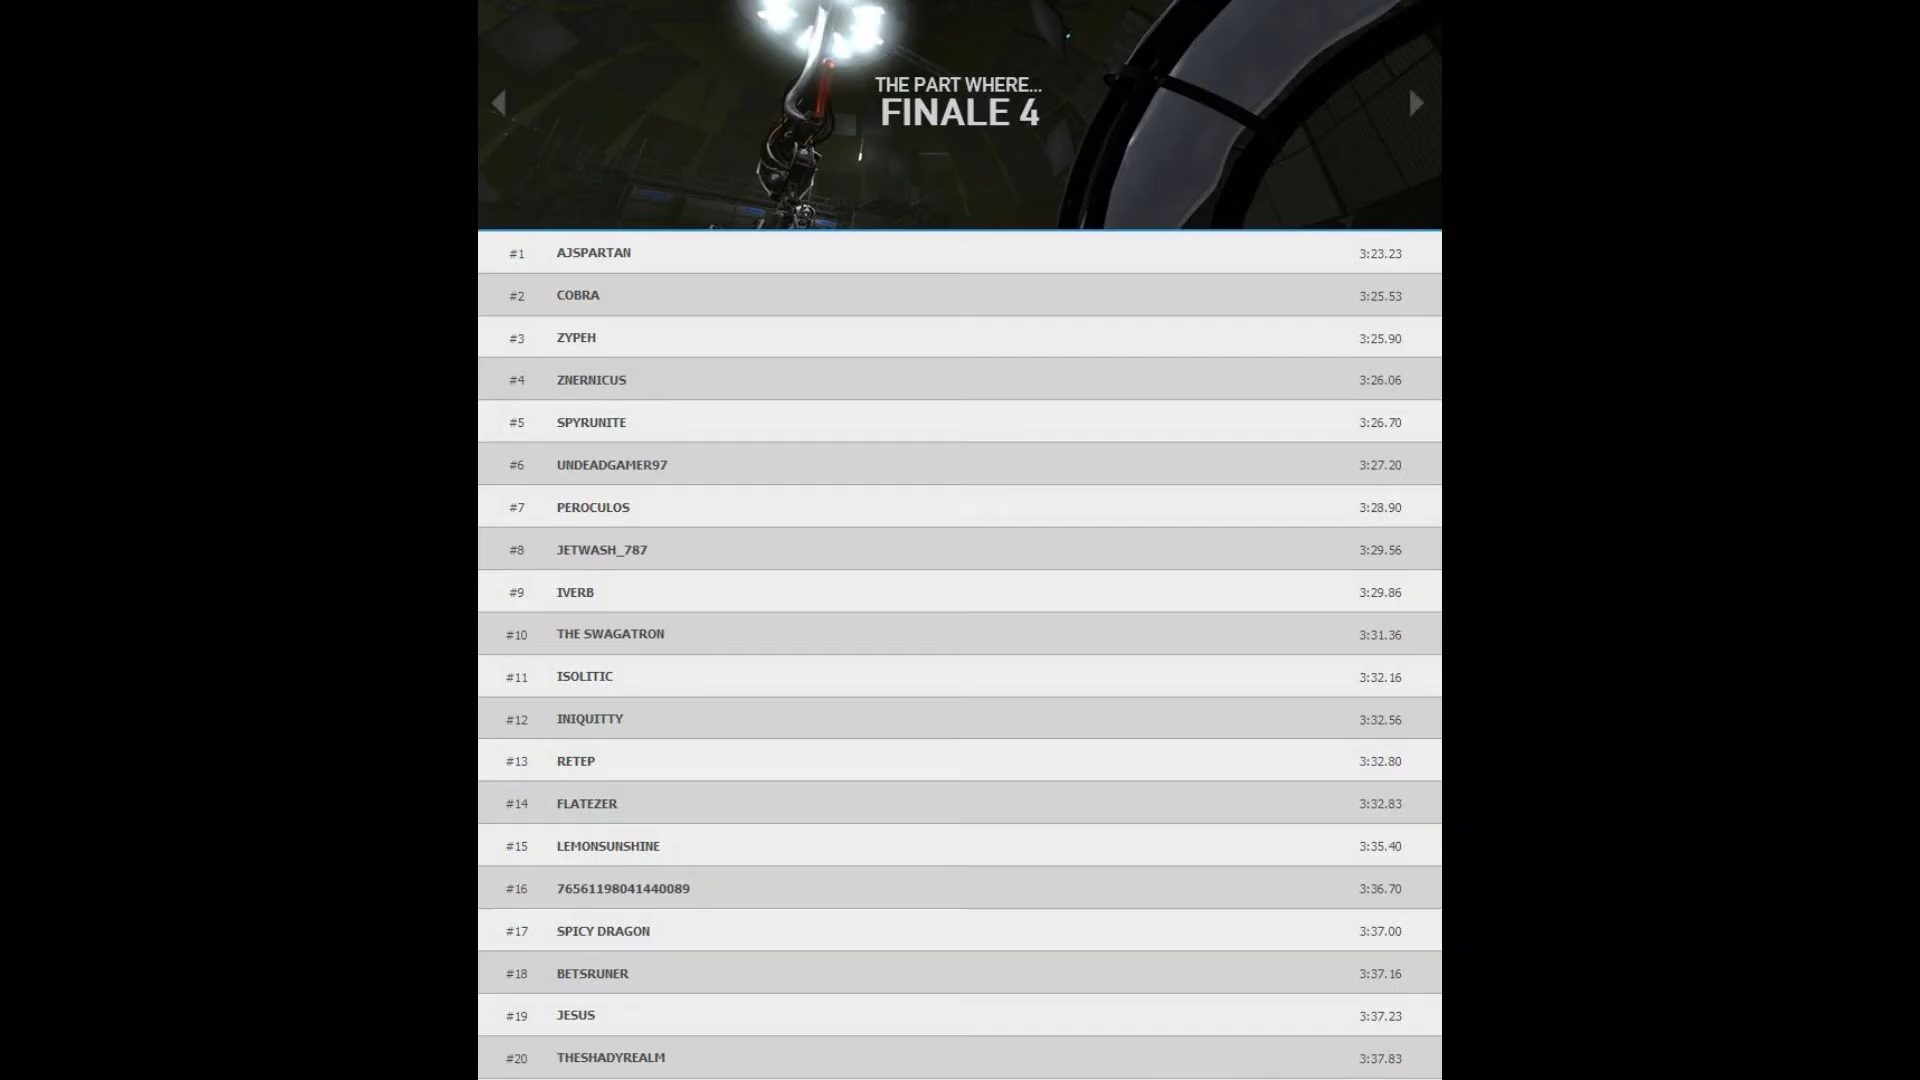 THE PART WHERE...
FINALE 4
#1 AJSPARTAN 3:23.23
#2 COBRA 3:25.53
#3 ZYPEH 3:25.90
#4 ZNERNICUS 3:26.06
#5 SPYRUNITE 3:26.70
#6 UNDEADGAMER97 3:27.20
#7 PEROCULOS 3:28.90
#8 JETWASH_787 3:29.56
#9 IVERB 3:29.86
#10 THE SWAGATRON 3:31.36
#11 ISOLITIC 3:32.16
#12 INIQUITTY 3:32.56
#13 RETEP 3:32.80
#14 FLATEZER 3:32.83
#15 LEMONSUNSHINE 3:35.40
#16 76561198041440089 3:36.70
#17 SPICY DRAGON 3:37.00
#18 BETSRUNER 3:37.16
#19 JESUS 3:37.23
#20 THESHADYREALM 3:37.83